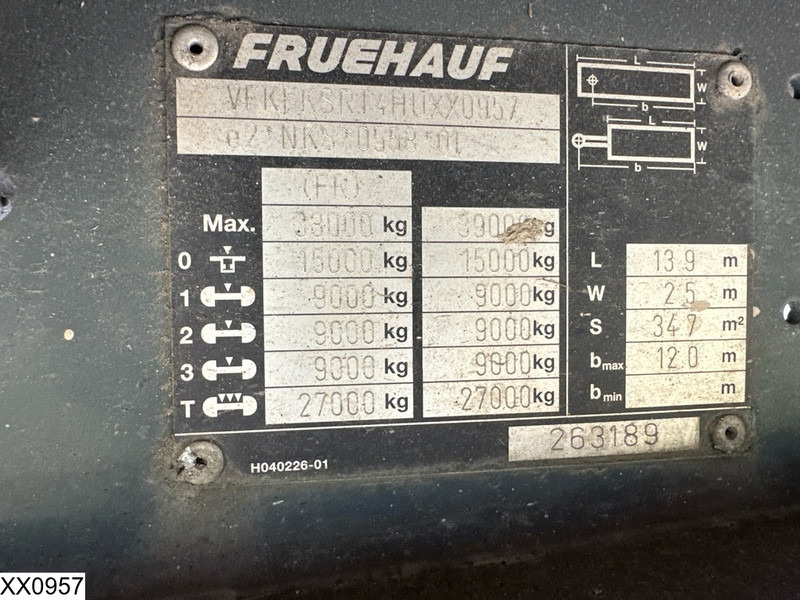 FRUEHAUF
VFKFKSRT4HUXX0957
e2*NKS*0558*01
(FR)
Max. 38000 kg 39000 kg
0 15000 kg 15000 kg
1 9000 kg 9000 kg
2 9000 kg 9000 kg
3 9000 kg 9000 kg
T 27000 kg 27000 kg
L
W
b
L
W
b
L 13.9 m
W 2.5 m
S 34.7 m²
bmax 12.0 m
bmin m
263189
H040226-01
XX0957